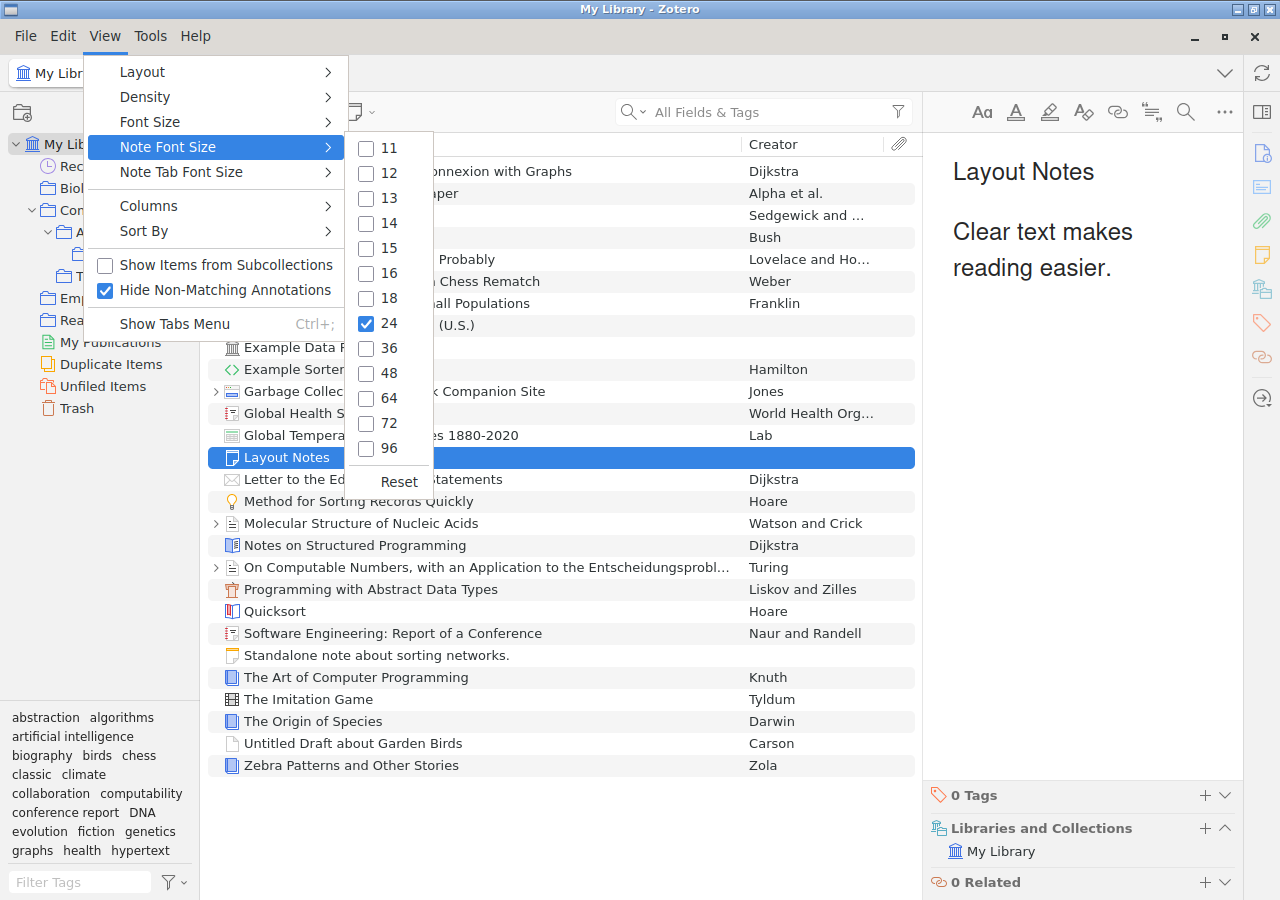 My Library - Zotero
File Edit View Tools Help
My Libr
Layout
Density
Font Size
Note Font Size
Note Tab Font Size
Columns
Sort By
Show Items from Subcollections
Hide Non-Matching Annotations
Show Tabs Menu Ctrl+;
11
12
13
14
15
16
18
24
36
48
64
72
96
Reset
My Lib
Rec
Biol
Con
A
T
Emp
Rea
My Publications
Duplicate Items
Unfiled Items
Trash
abstraction algorithms
artificial intelligence
biography birds chess
classic climate
collaboration computability
conference report DNA
evolution fiction genetics
graphs health hypertext
Filter Tags
All Fields & Tags
Creator
onnexion with Graphs Dijkstra
aper Alpha et al.
Sedgewick and …
Bush
Probably Lovelace and Ho…
Chess Rematch Weber
all Populations Franklin
(U.S.)
Example Data
Example Sorter Hamilton
Garbage Collec k Companion Site Jones
Global Health S World Health Org…
Global Tempera es 1880-2020 Lab
Layout Notes
Letter to the Ed Statements Dijkstra
Method for Sorting Records Quickly Hoare
Molecular Structure of Nucleic Acids Watson and Crick
Notes on Structured Programming Dijkstra
On Computable Numbers, with an Application to the Entscheidungsprobl… Turing
Programming with Abstract Data Types Liskov and Zilles
Quicksort Hoare
Software Engineering: Report of a Conference Naur and Randell
Standalone note about sorting networks.
The Art of Computer Programming Knuth
The Imitation Game Tyldum
The Origin of Species Darwin
Untitled Draft about Garden Birds Carson
Zebra Patterns and Other Stories Zola
Layout Notes
Clear text makes
reading easier.
0 Tags
Libraries and Collections
My Library
0 Related